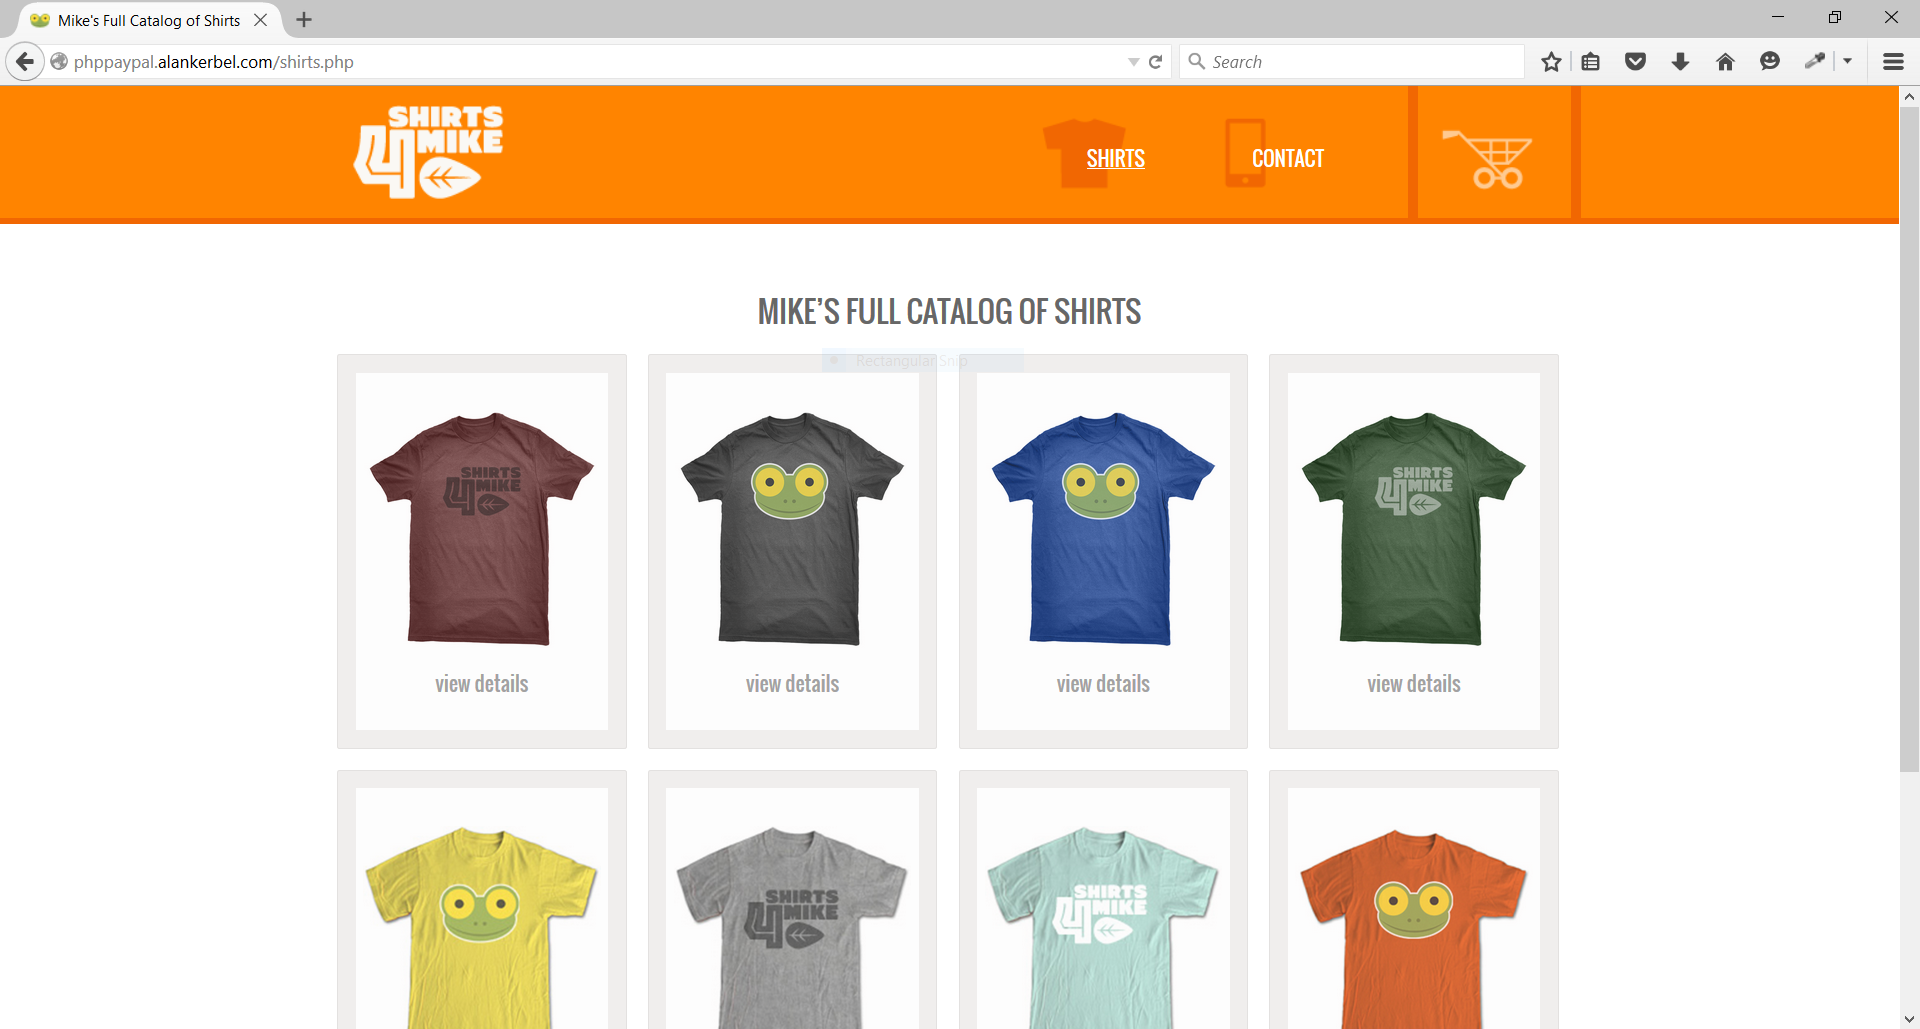 Mike's Full Catalog of Shirts
phppaypal.alankerbel.com/shirts.php
Search
SHIRTS
4 MIKE
SHIRTS
CONTACT
MIKE’S FULL CATALOG OF SHIRTS
Rectangular Snip
SHIRTS
4 MIKE
SHIRTS
4 MIKE
view details
view details
view details
view details
SHIRTS
4 MIKE
SHIRTS
4 MIKE